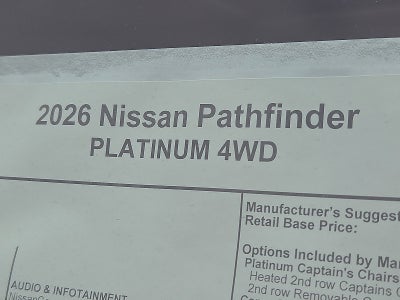 2026 Nissan Pathfinder
PLATINUM 4WD
Manufacturer's Suggest
Retail Base Price:
Options Included by Ma
Platinum Captain's Chairs
Heated 2nd row Captains
2nd row Removable
AUDIO & INFOTAINMENT